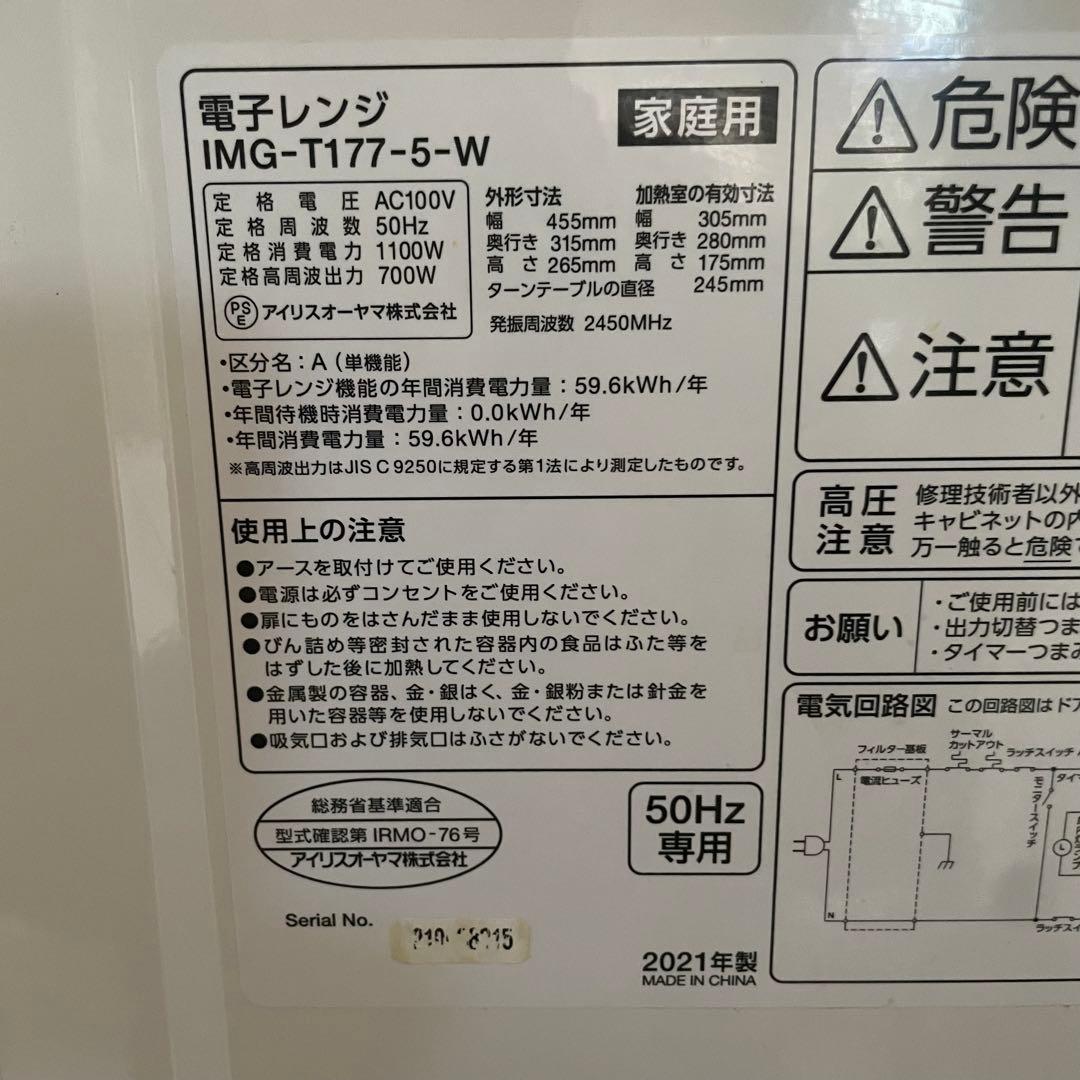 電子レンジ
IMG-T177-5-W
家庭用
定格電圧 AC100V
定格周波数 50Hz
定格消費電力 1100W
定格高周波出力 700W
PSE アイリスオーヤマ株式会社
外形寸法
幅 455mm
奥行き 315mm
高さ 265mm
加熱室の有効寸法
幅 305mm
奥行き 280mm
高さ 175mm
ターンテーブルの直径 245mm
発振周波数 2450MHz
・区分名：A（単機能）
・電子レンジ機能の年間消費電力量：59.6kWh/年
・年間待機時消費電力量：0.0kWh/年
・年間消費電力量：59.6kWh/年
※高周波出力はJIS C 9250に規定する第1法により測定したものです。
使用上の注意
●アースを取付けてご使用ください。
●電源は必ずコンセントをご使用ください。
●扉にものをはさんだまま使用しないでください。
●びん詰め等密封された容器内の食品はふた等を
はずした後に加熱してください。
●金属製の容器、金・銀はく、金・銀粉または針金を
用いた容器等を使用しないでください。
●吸気口および排気口はふさがないでください。
総務省基準適合
型式確認第 IRMO-76号
アイリスオーヤマ株式会社
50Hz
専用
Serial No.
2021年製
MADE IN CHINA
危険
警告
注意
高圧
注意
修理技術者以外
キャビネットの内
万一触ると危険
お願い
・ご使用前には
・出力切替つま
・タイマーつまみ
電気回路図 この回路図はド
フィルター基板
サーマル
カットアウト
ラッチスイッチ
電流ヒューズ
モニタースイッチ
タイ
L
N
L
ラッチスイ